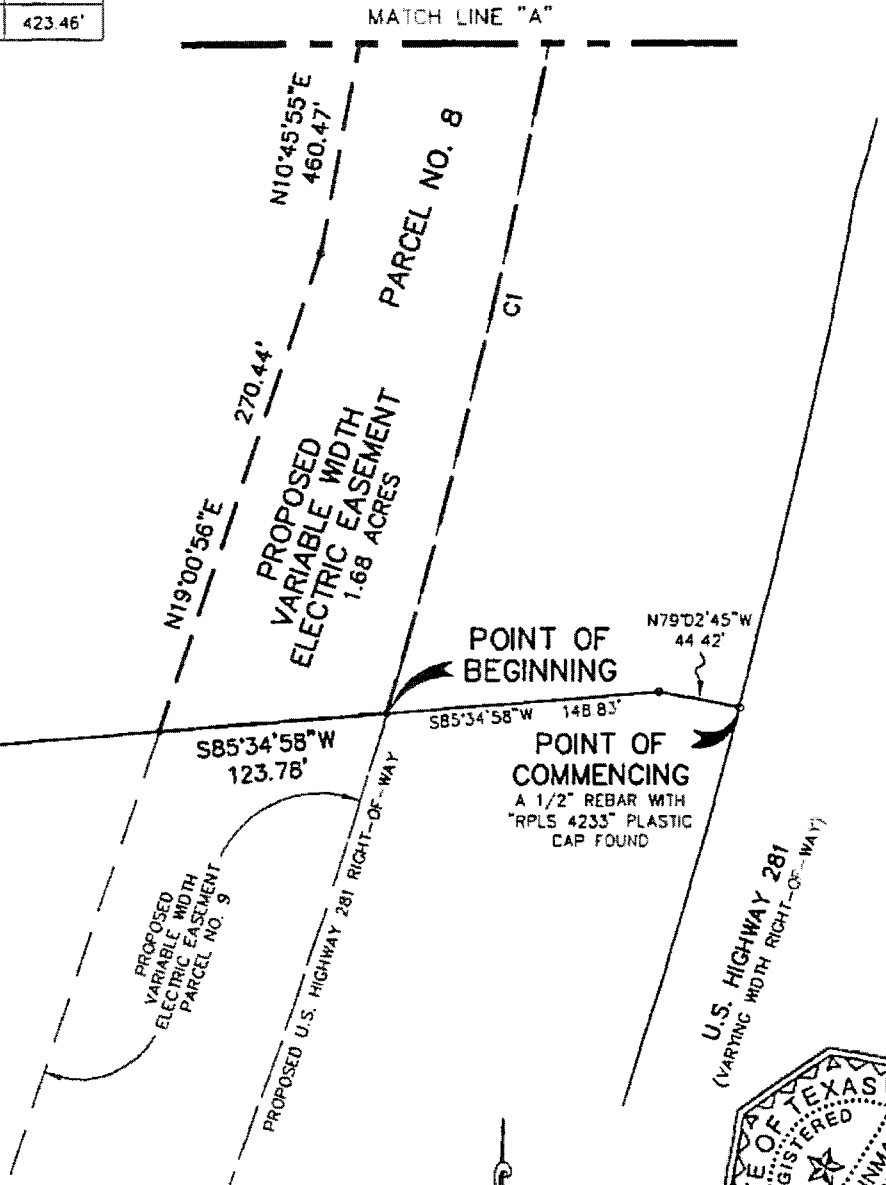 423.46'
MATCH LINE "A"
N10°45'55"E
460.47'
PARCEL NO. 8
C1
270.44'
N19°00'56"E
PROPOSED
VARIABLE WIDTH
ELECTRIC EASEMENT
1.68 ACRES
POINT OF
BEGINNING
N79°02'45"W
44.42'
S85°34'58"W
148.83'
S85°34'58"W
123.78'
POINT OF
COMMENCING
A 1/2" REBAR WITH
"RPLS 4233" PLASTIC
CAP FOUND
PROPOSED
VARIABLE WIDTH
ELECTRIC EASEMENT
PARCEL NO. 9
PROPOSED U.S. HIGHWAY 281 RIGHT-OF-WAY
U.S. HIGHWAY 281
(VARYING WIDTH RIGHT-OF-WAY)
E OF TEXAS
GISTERED